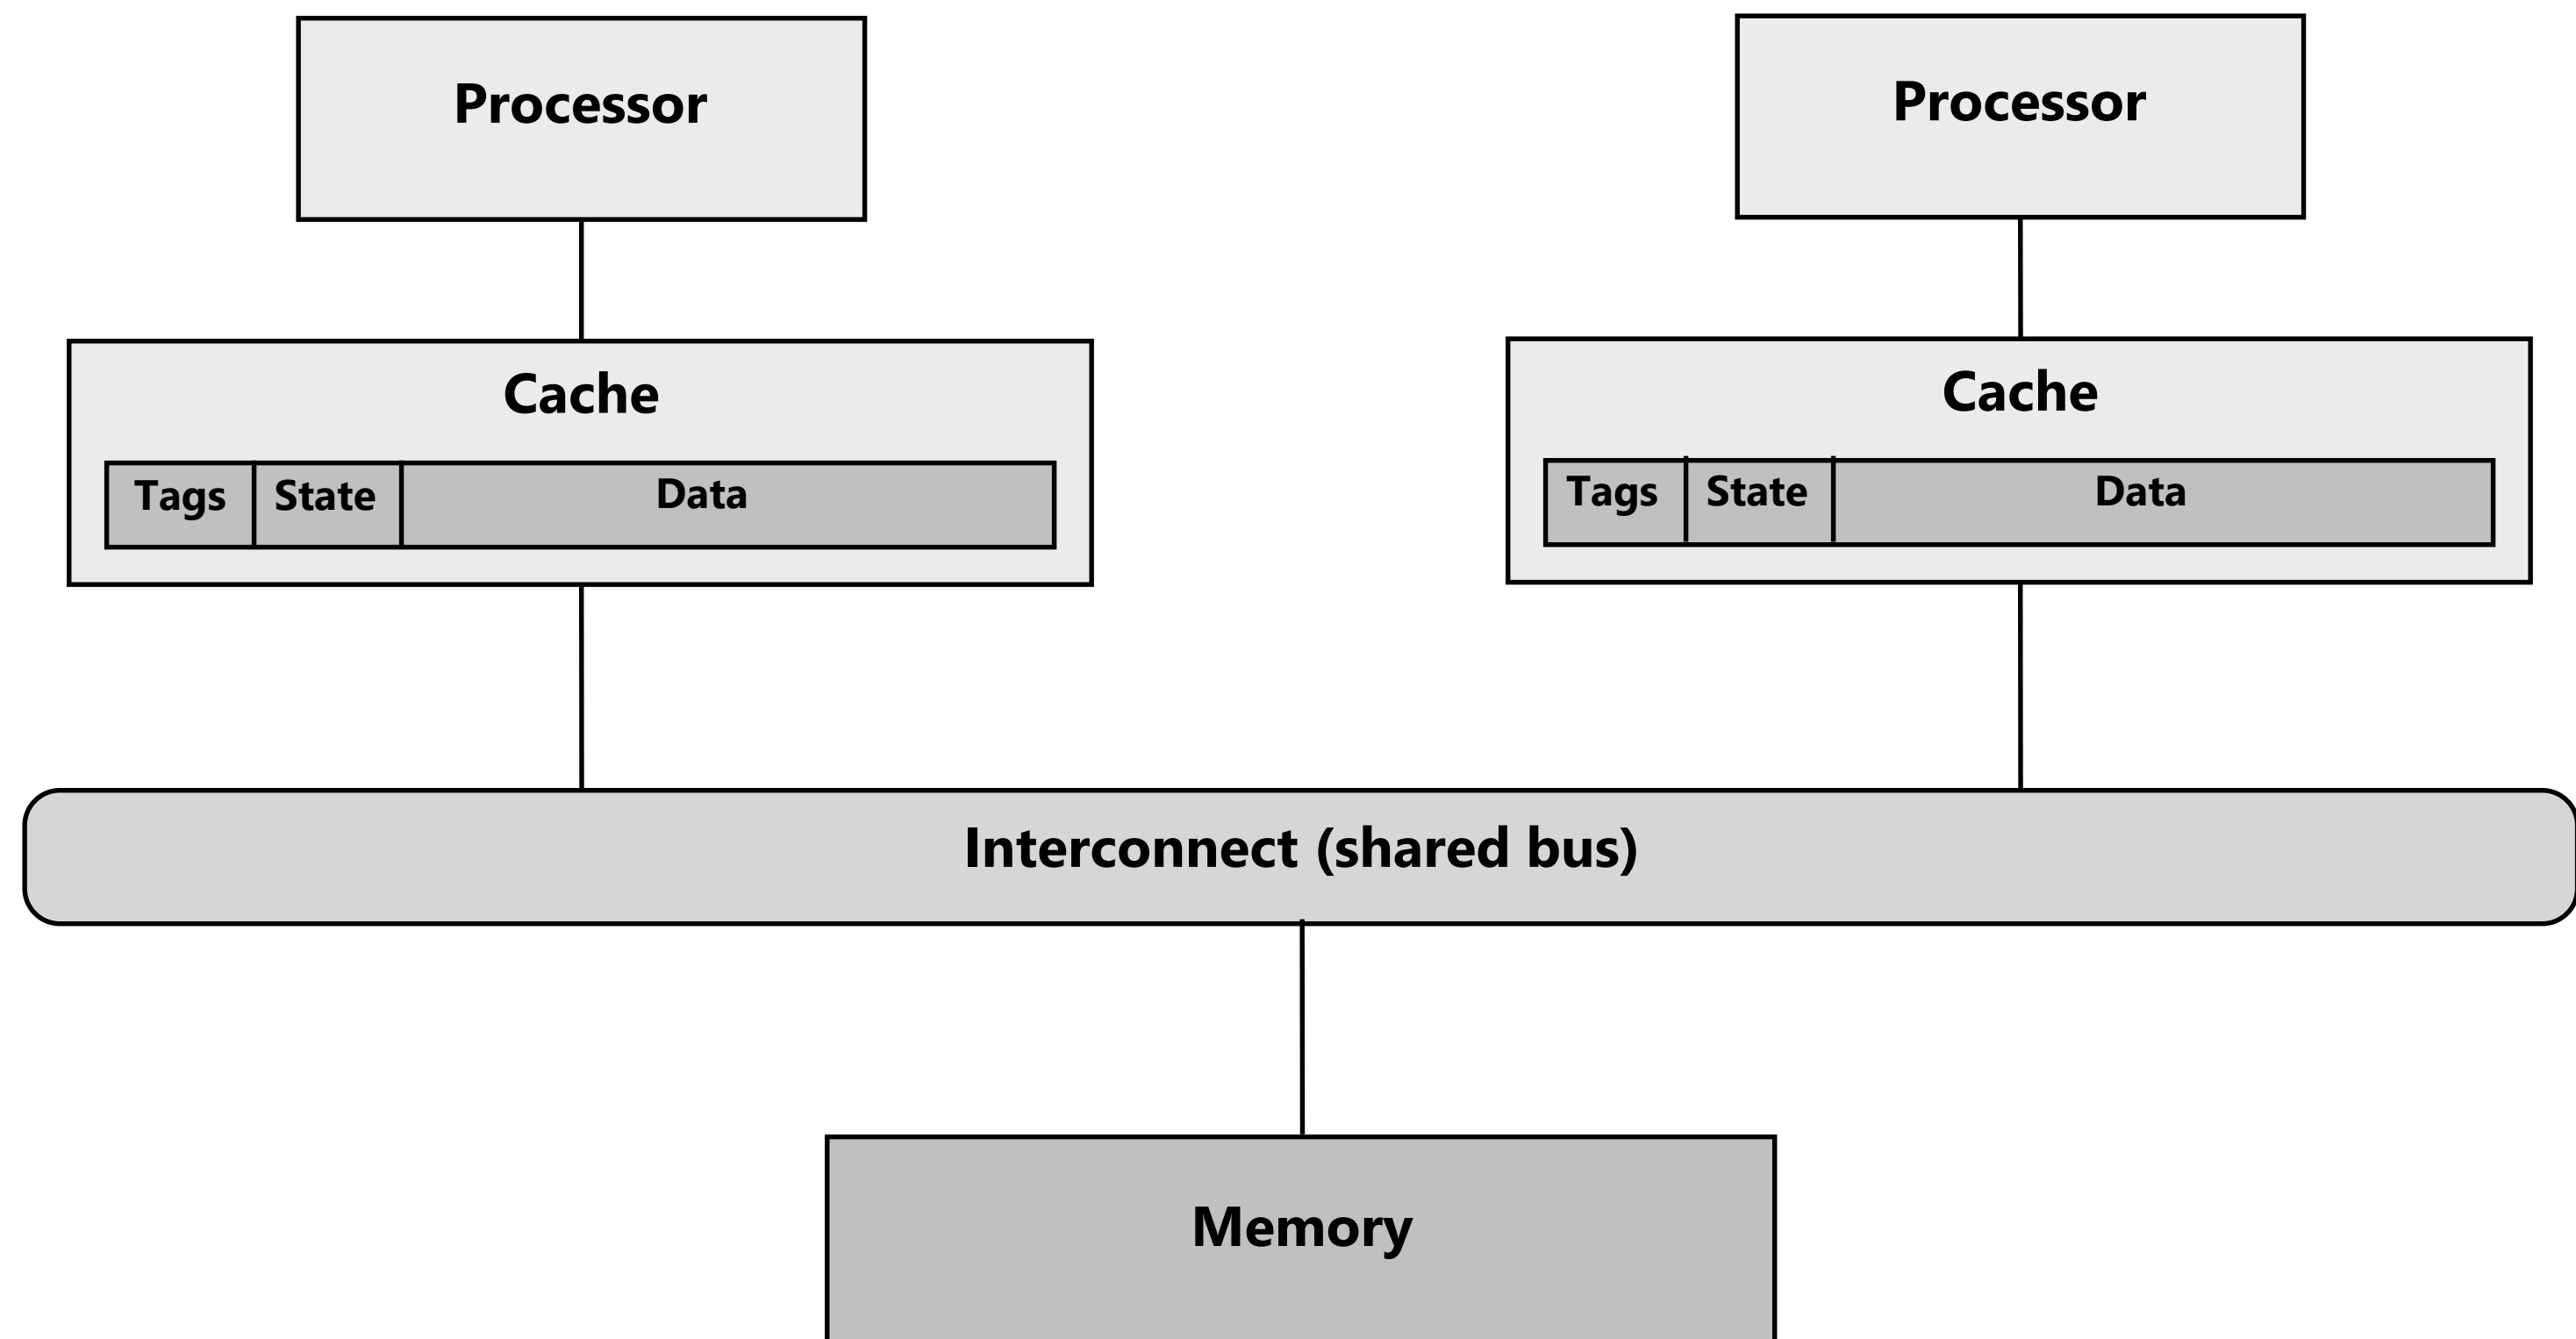 Processor
Processor
Cache
Cache
Tags State Data
Tags State Data
Interconnect (shared bus)
Memory